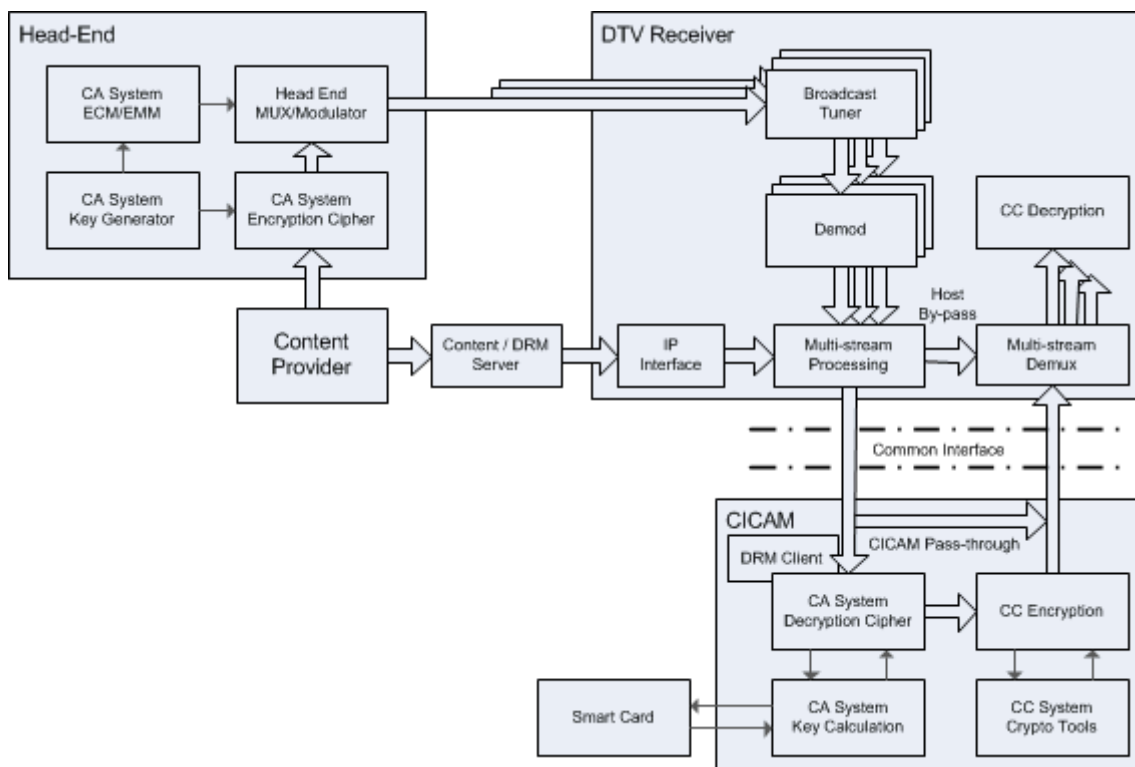 Head-End
CA System
ECM/EMM
Head End
MUX/Modulator
CA System
Key Generator
CA System
Encryption Cipher
Content
Provider
Content / DRM
Server
DTV Receiver
Broadcast
Tuner
Demod
CC Decryption
Host
By-pass
IP
Interface
Multi-stream
Processing
Multi-stream
Demux
Common Interface
CICAM
CICAM Pass-through
DRM Client
CA System
Decryption Cipher
CC Encryption
Smart Card
CA System
Key Calculation
CC System
Crypto Tools